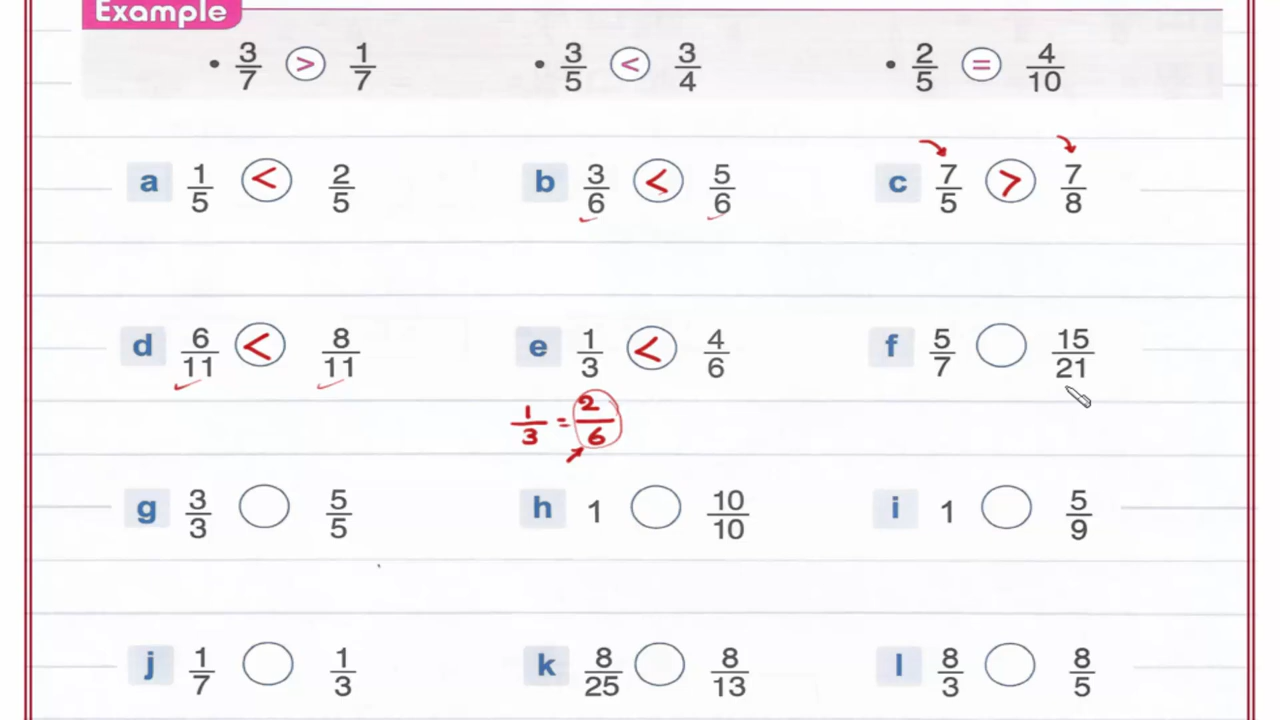 Example
• 3/7 > 1/7 • 3/5 < 3/4 • 2/5 = 4/10
a 1/5 < 2/5 b 3/6 < 5/6 c 7/5 > 7/8
d 6/11 < 8/11 e 1/3 < 4/6 f 5/7 15/21
1/3 = 2/6
g 3/3 5/5 h 1 10/10 i 1 5/9
j 1/7 1/3 k 8/25 8/13 l 8/3 8/5